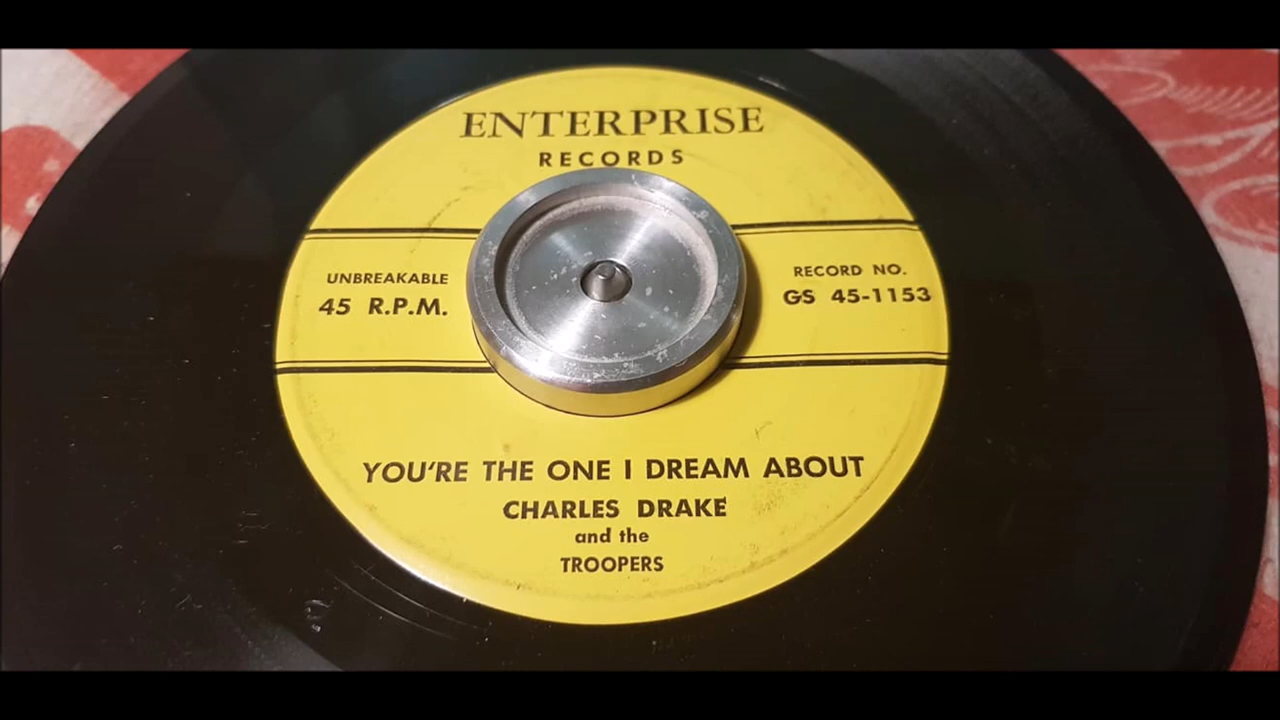 ENTERPRISE
RECORDS
UNBREAKABLE
45 R.P.M.
RECORD NO.
GS 45-1153
YOU'RE THE ONE I DREAM ABOUT
CHARLES DRAKE
and the
TROOPERS